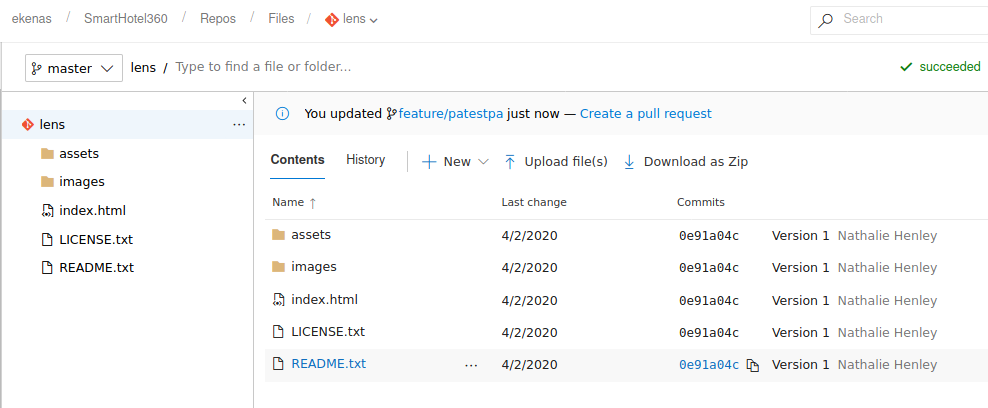 ekenas / SmartHotel360 / Repos / Files / lens
Search
master lens / Type to find a file or folder...
succeeded
lens ...
assets
images
index.html
LICENSE.txt
README.txt
You updated feature/patestpa just now — Create a pull request
Contents History New Upload file(s) Download as Zip
Name ↑ Last change Commits
assets 4/2/2020 0e91a04c Version 1 Nathalie Henley
images 4/2/2020 0e91a04c Version 1 Nathalie Henley
index.html 4/2/2020 0e91a04c Version 1 Nathalie Henley
LICENSE.txt 4/2/2020 0e91a04c Version 1 Nathalie Henley
README.txt ... 4/2/2020 0e91a04c Version 1 Nathalie Henley